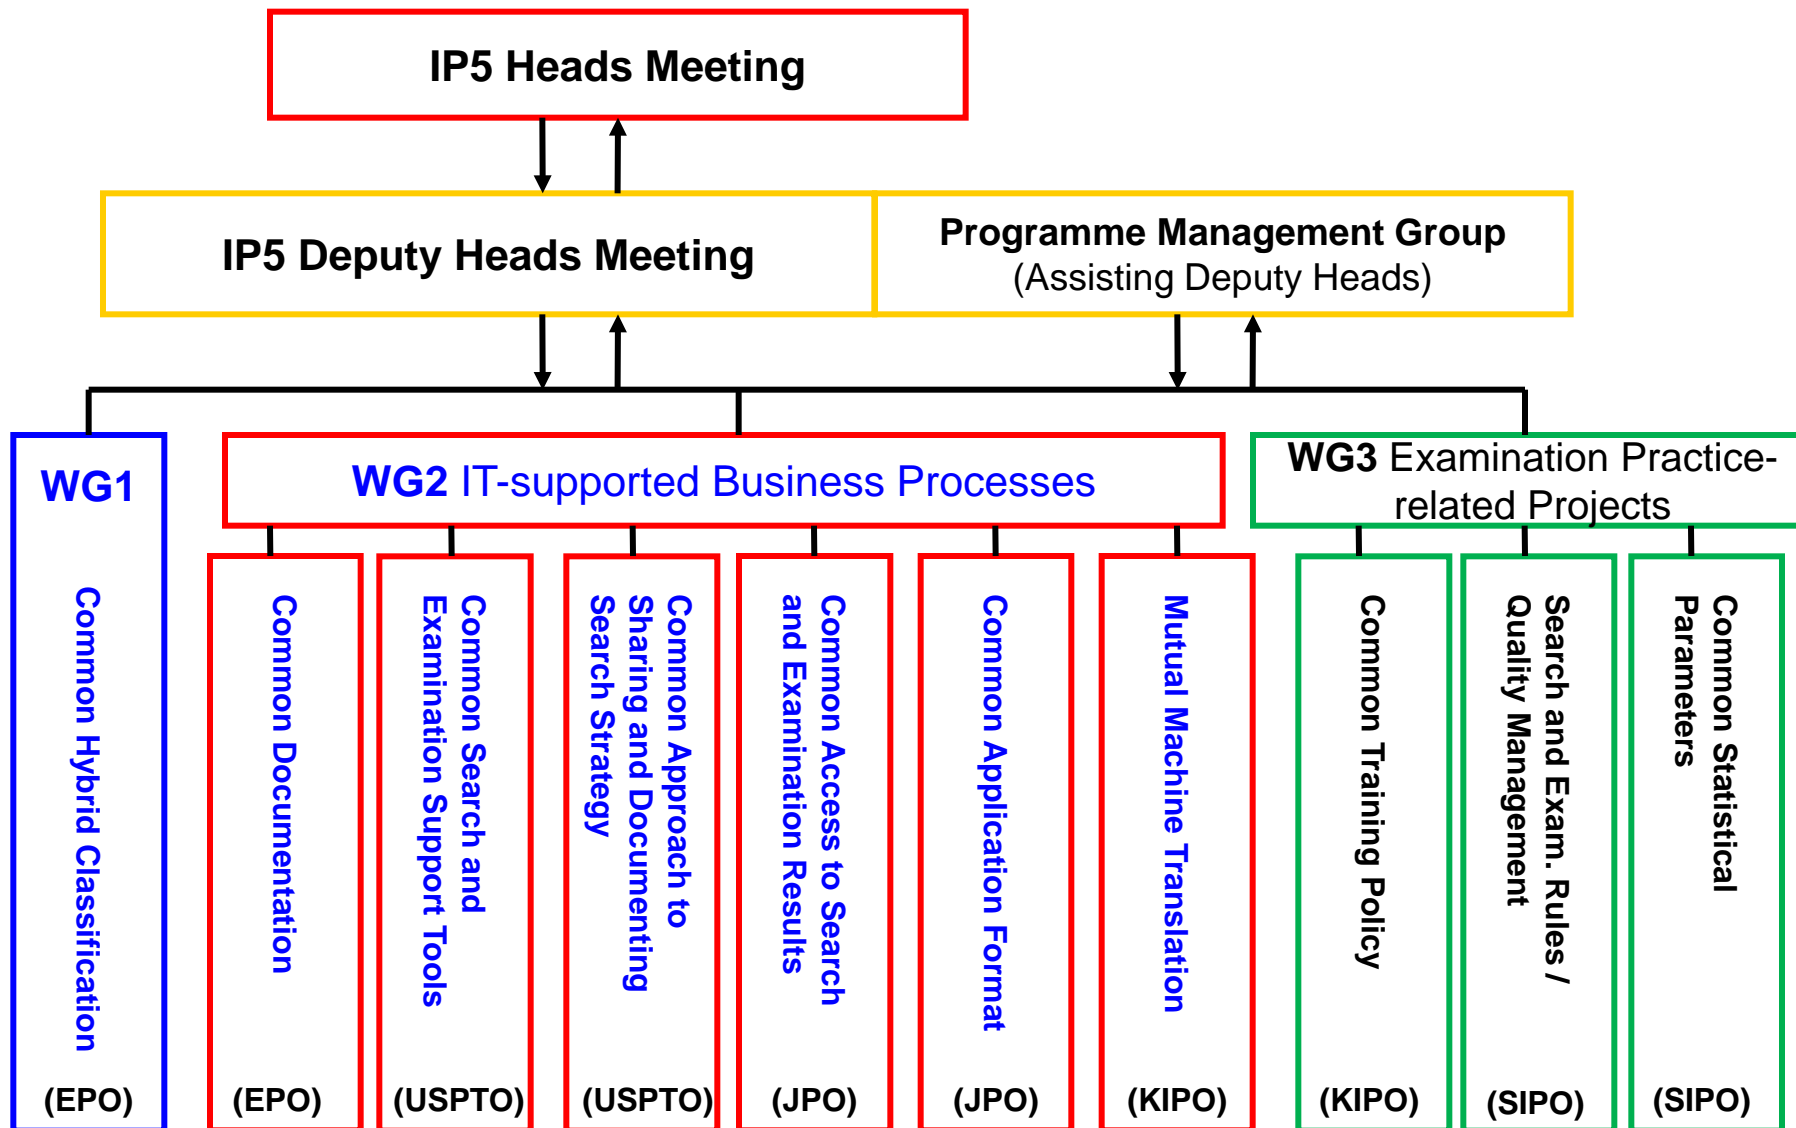 IP5 Heads Meeting
IP5 Deputy Heads Meeting
Programme Management Group
(Assisting Deputy Heads)
WG1
Common Hybrid Classification
(EPO)
WG2 IT-supported Business Processes
Common Documentation
(EPO)
Common Search and
Examination Support Tools
(USPTO)
Common Approach to
Sharing and Documenting
Search Strategy
(USPTO)
Common Access to Search
and Examination Results
(JPO)
Common Application Format
(JPO)
Mutual Machine Translation
(KIPO)
WG3 Examination Practice-
related Projects
Common Training Policy
(KIPO)
Search and Exam. Rules /
Quality Management
(SIPO)
Common Statistical
Parameters
(SIPO)